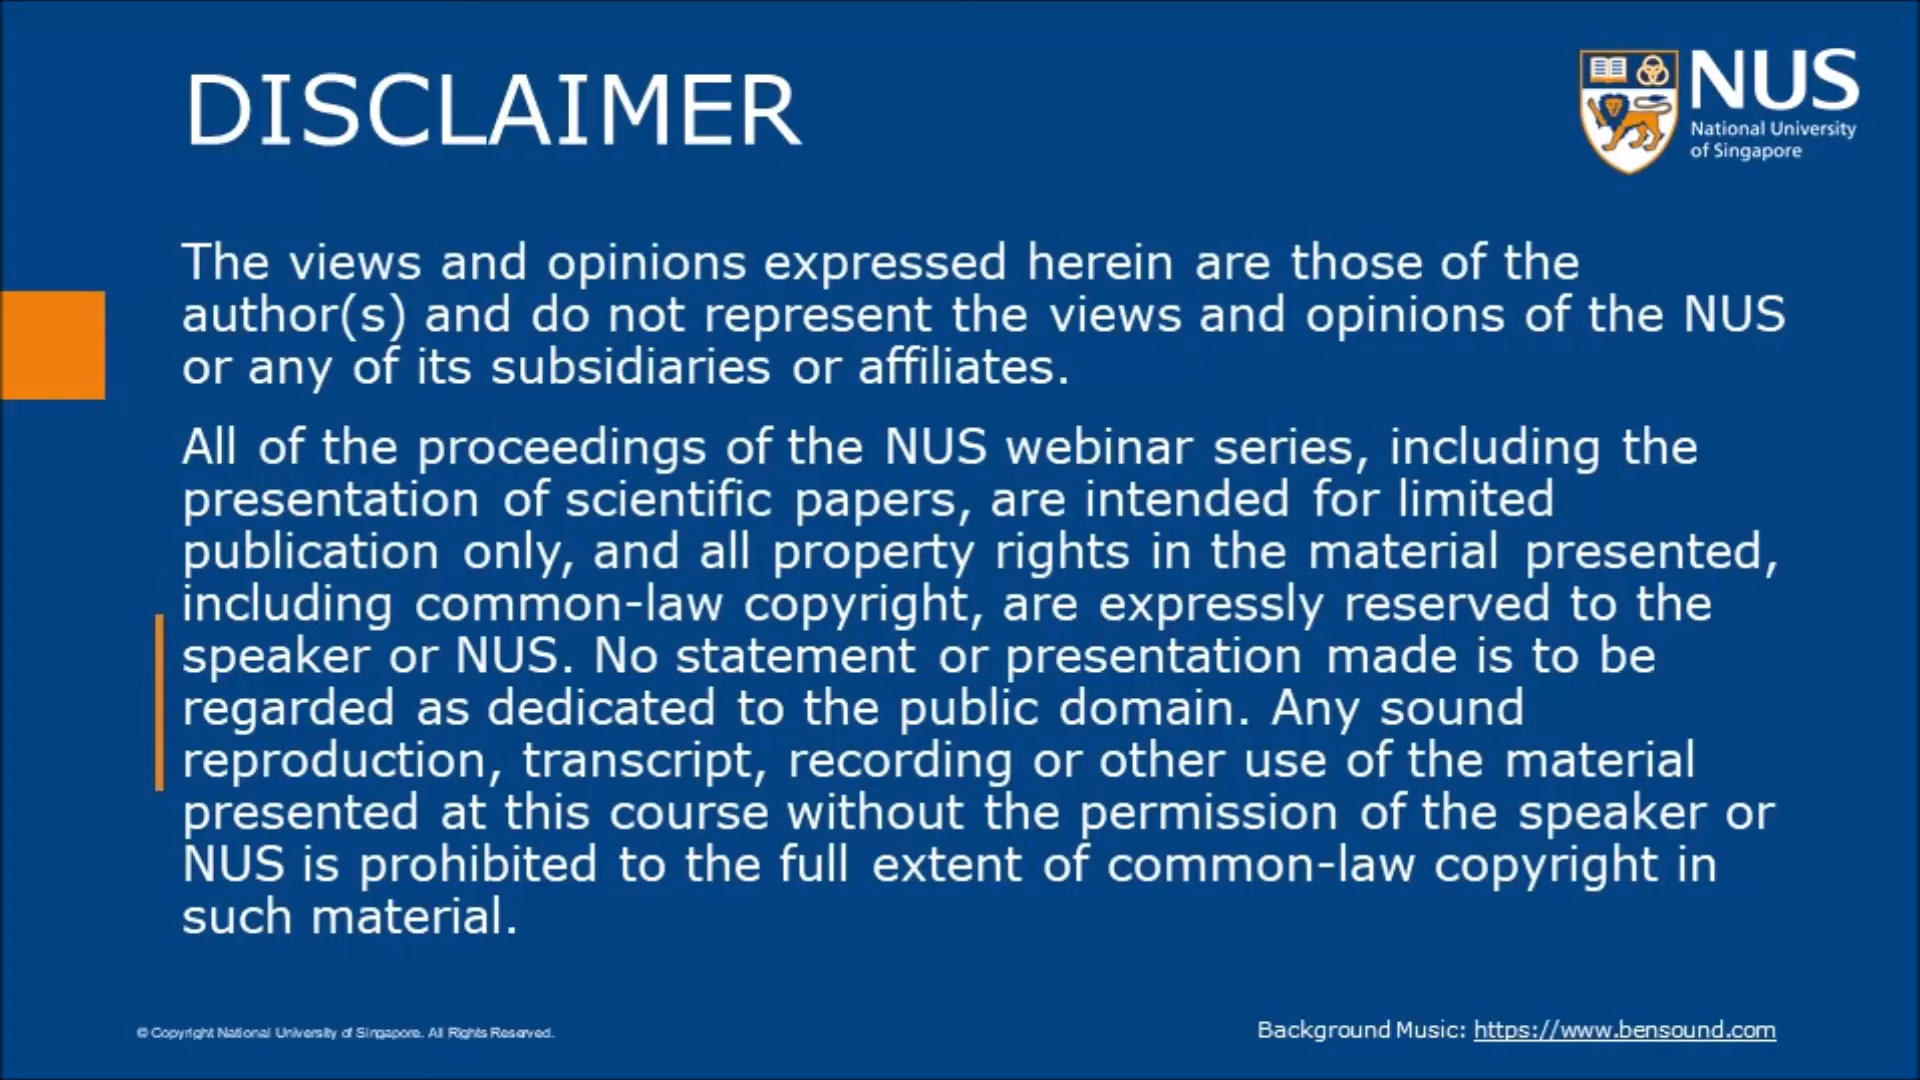 DISCLAIMER
NUS
National University
of Singapore
The views and opinions expressed herein are those of the
author(s) and do not represent the views and opinions of the NUS
or any of its subsidiaries or affiliates.
All of the proceedings of the NUS webinar series, including the
presentation of scientific papers, are intended for limited
publication only, and all property rights in the material presented,
including common-law copyright, are expressly reserved to the
speaker or NUS. No statement or presentation made is to be
regarded as dedicated to the public domain. Any sound
reproduction, transcript, recording or other use of the material
presented at this course without the permission of the speaker or
NUS is prohibited to the full extent of common-law copyright in
such material.
© Copyright National University of Singapore. All Rights Reserved.
Background Music: https://www.bensound.com